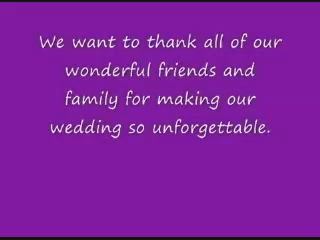 We want to thank all of our
wonderful friends and
family for making our
wedding so unforgettable.